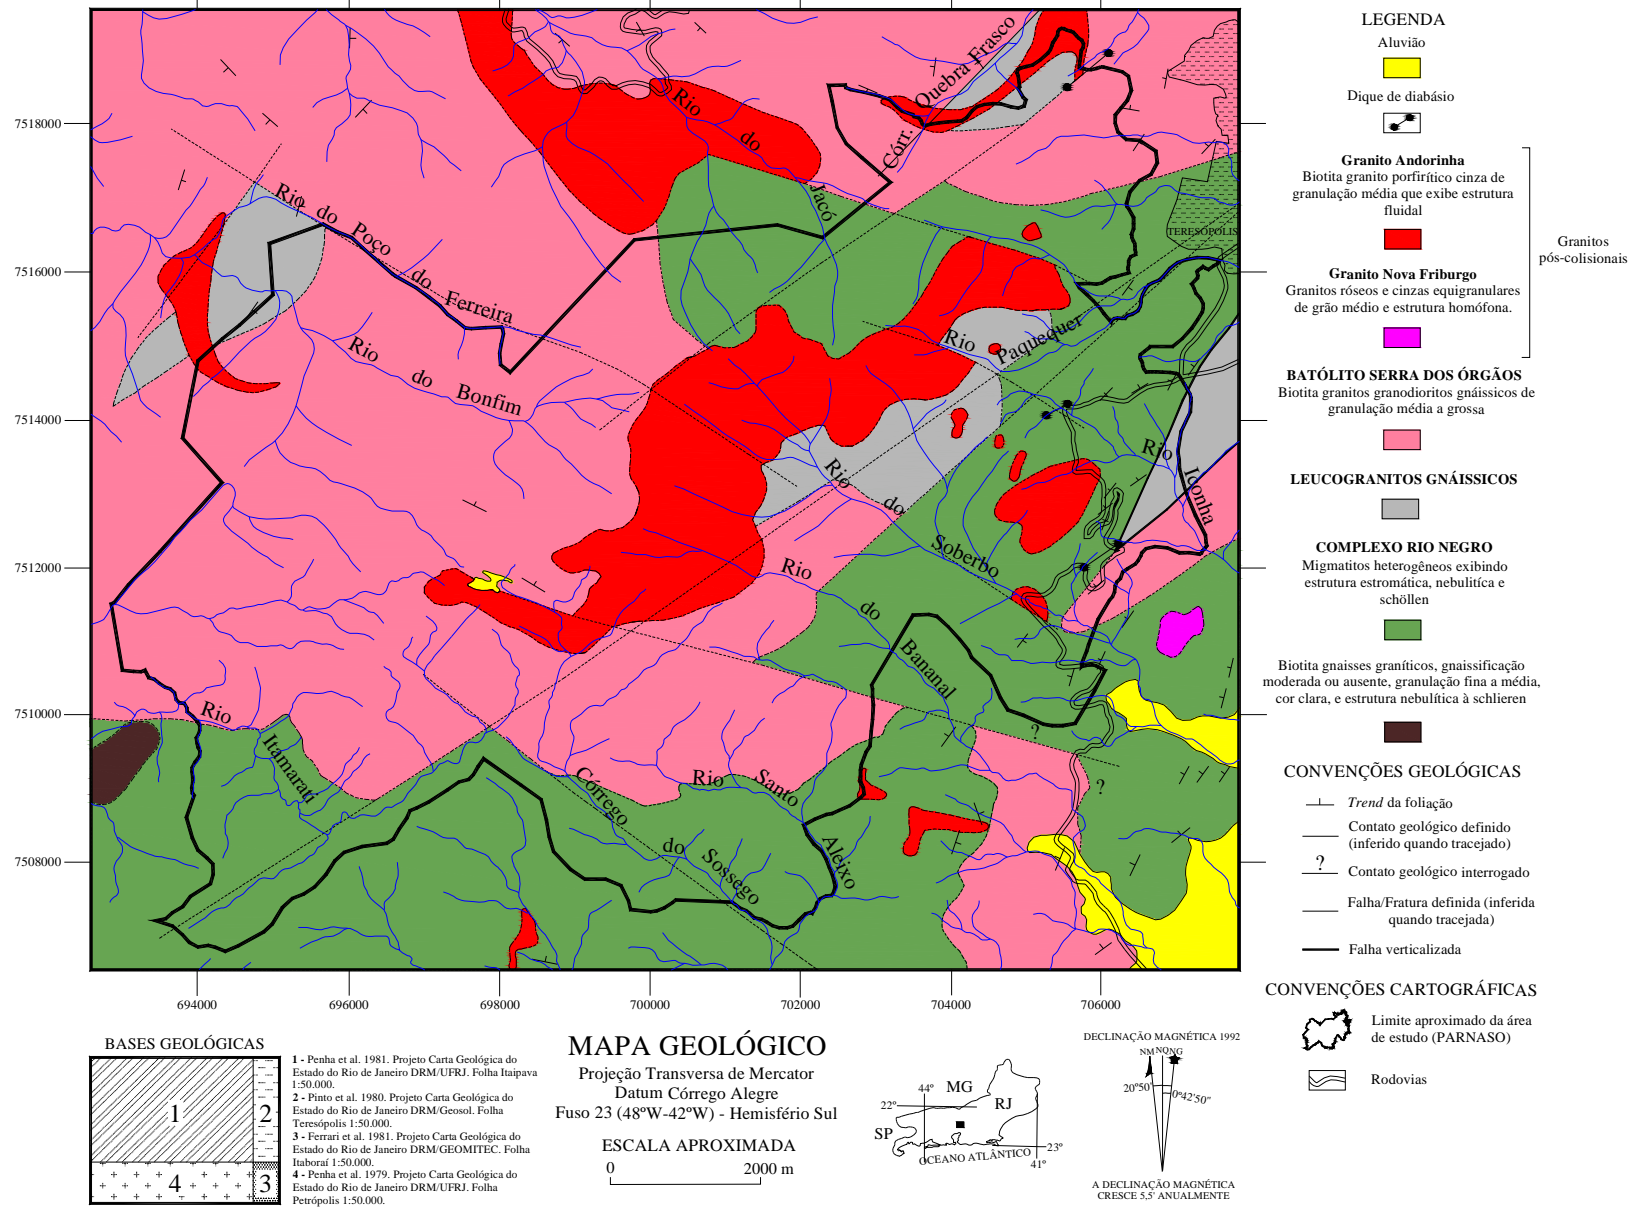 7518000
7516000
7514000
7512000
7510000
7508000
694000
696000
698000
700000
702000
704000
706000
Quebra Frasco
Córr.
Rio do Jacó
Rio do Poço do Ferreira
TERESÓPOLIS
Rio Paquequer
Rio do Bonfim
Rio Iconha
Rio do Soberbo
Rio do Bananal
Rio Itamarati
Córrego do Sossego
Rio Santo Aleixo
?
?
LEGENDA
Aluvião
Dique de diabásio
Granito Andorinha
Biotita granito porfirítico cinza de
granulação média que exibe estrutura
fluidal
Granito Nova Friburgo
Granitos róseos e cinzas equigranulares
de grão médio e estrutura homófona.
Granitos
pós-colisionais
BATÓLITO SERRA DOS ÓRGÃOS
Biotita granitos granodioritos gnáissicos de
granulação média a grossa
LEUCOGRANITOS GNÁISSICOS
COMPLEXO RIO NEGRO
Migmatitos heterogêneos exibindo
estrutura estromática, nebulitíca e
schöllen
Biotita gnaisses graníticos, gnaissificação
moderada ou ausente, granulação fina a média,
cor clara, e estrutura nebulítica à schlieren
CONVENÇÕES GEOLÓGICAS
Trend da foliação
Contato geológico definido
(inferido quando tracejado)
?
Contato geológico interrogado
Falha/Fratura definida (inferida
quando tracejada)
Falha verticalizada
CONVENÇÕES CARTOGRÁFICAS
Limite aproximado da área
de estudo (PARNASO)
Rodovias
BASES GEOLÓGICAS
1
2
4
3
1 - Penha et al. 1981. Projeto Carta Geológica do
Estado do Rio de Janeiro DRM/UFRJ. Folha Itaipava
1:50.000.
2 - Pinto et al. 1980. Projeto Carta Geológica do
Estado do Rio de Janeiro DRM/Geosol. Folha
Teresópolis 1:50.000.
3 - Ferrari et al. 1981. Projeto Carta Geológica do
Estado do Rio de Janeiro DRM/GEOMITEC. Folha
Itaboraí 1:50.000.
4 - Penha et al. 1979. Projeto Carta Geológica do
Estado do Rio de Janeiro DRM/UFRJ. Folha
Petrópolis 1:50.000.
MAPA GEOLÓGICO
Projeção Transversa de Mercator
Datum Córrego Alegre
Fuso 23 (48ºW-42ºW) - Hemisfério Sul
ESCALA APROXIMADA
0 2000 m
44º
MG
22º
RJ
SP
23º
OCEANO ATLÂNTICO
41º
DECLINAÇÃO MAGNÉTICA 1992
NM NQ NG
20º50'
0º42'50"
A DECLINAÇÃO MAGNÉTICA
CRESCE 5,5' ANUALMENTE